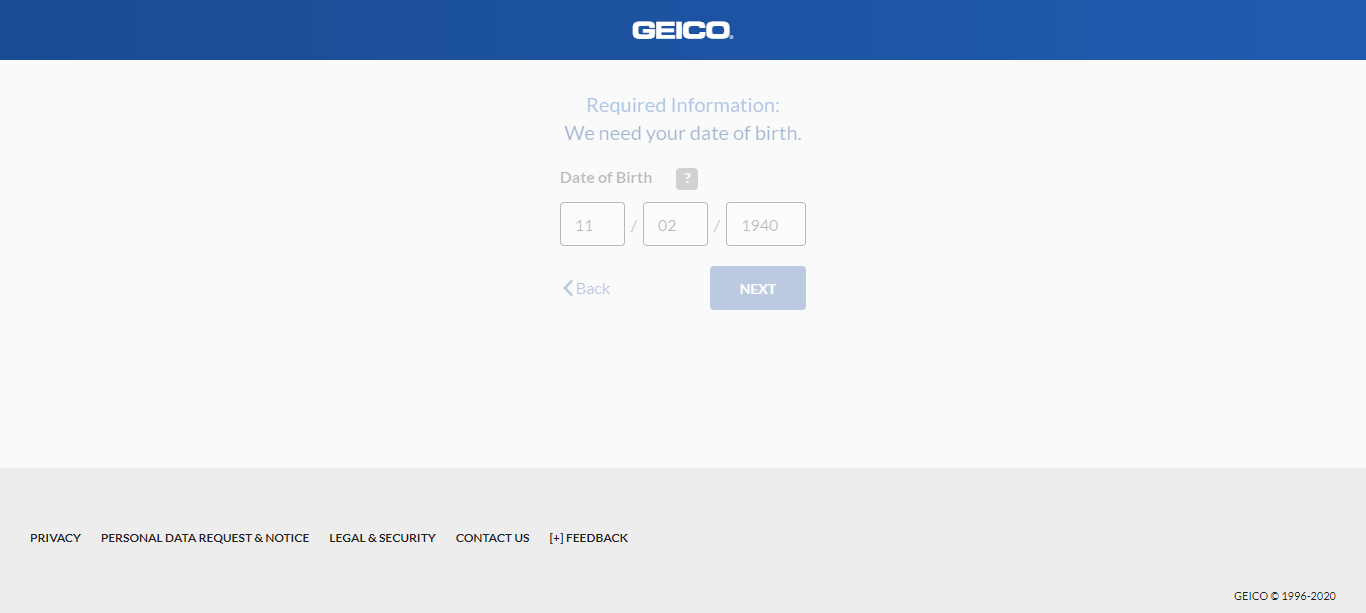 GEICO
Required Information:
We need your date of birth.
Date of Birth ?
11 / 02 / 1940
Back NEXT
PRIVACY PERSONAL DATA REQUEST & NOTICE LEGAL & SECURITY CONTACT US [+] FEEDBACK
GEICO © 1996-2020